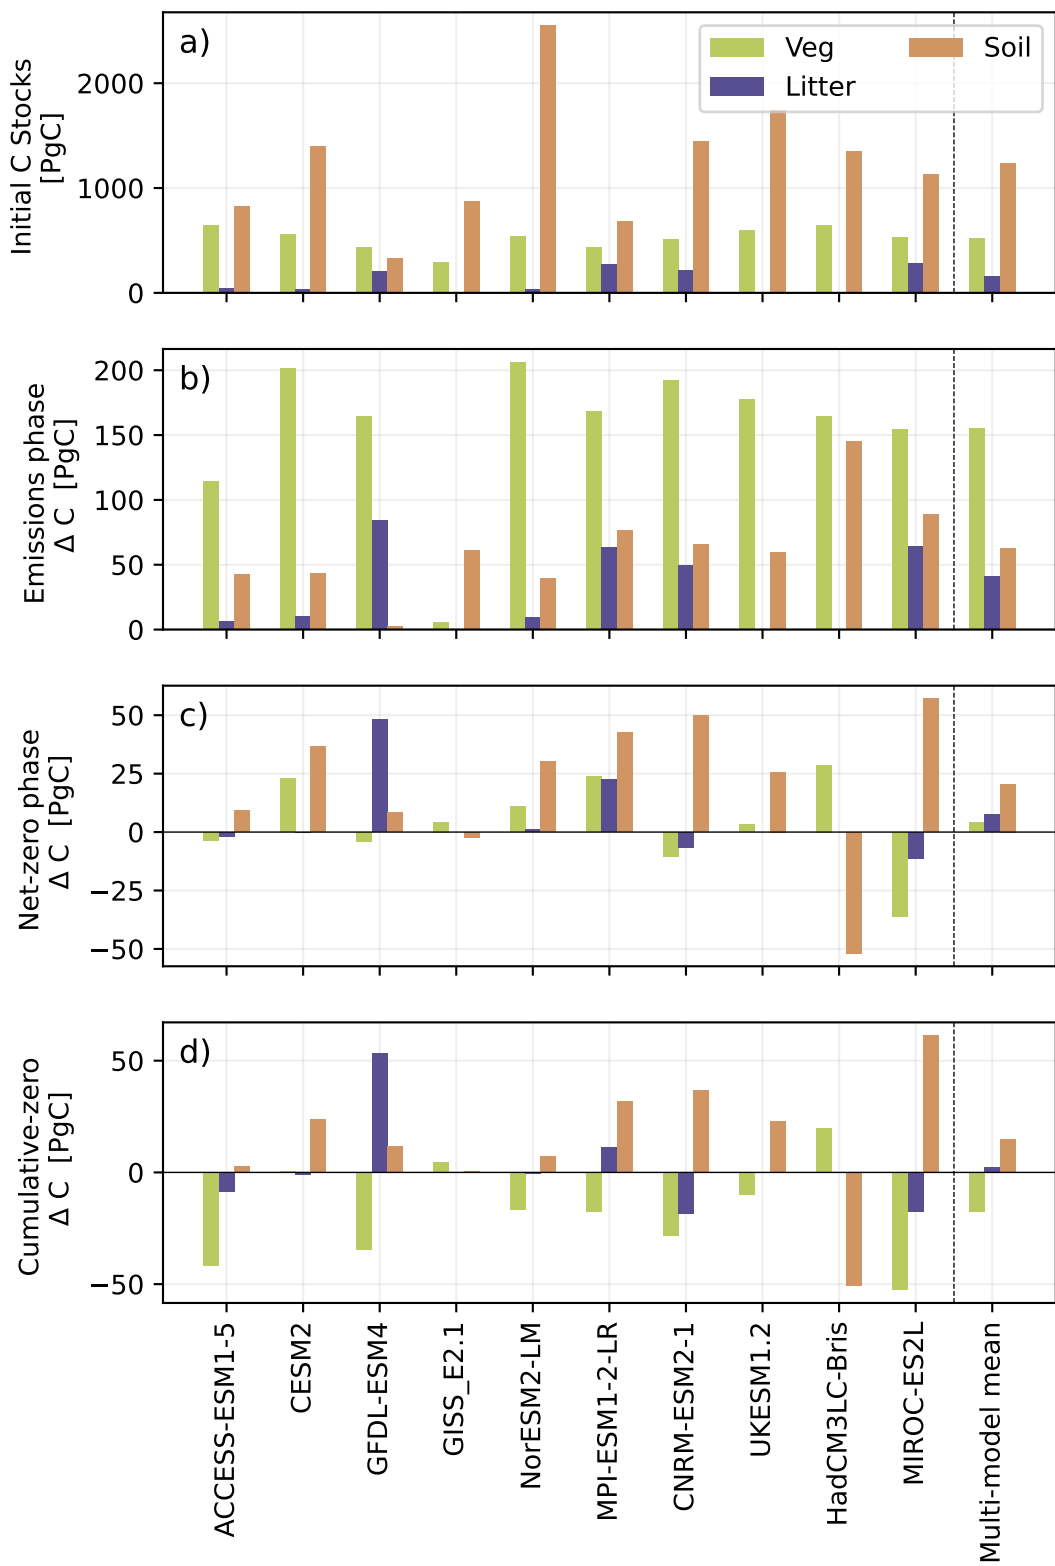 a)
Initial C Stocks
[PgC]
2000
1000
0
Veg
Litter
Soil
b)
Emissions phase
Δ C [PgC]
200
150
100
50
0
c)
Net-zero phase
Δ C [PgC]
50
25
0
−25
−50
d)
Cumulative-zero
Δ C [PgC]
50
0
−50
ACCESS-ESM1-5
CESM2
GFDL-ESM4
GISS_E2.1
NorESM2-LM
MPI-ESM1-2-LR
CNRM-ESM2-1
UKESM1.2
HadCM3LC-Bris
MIROC-ES2L
Multi-model mean